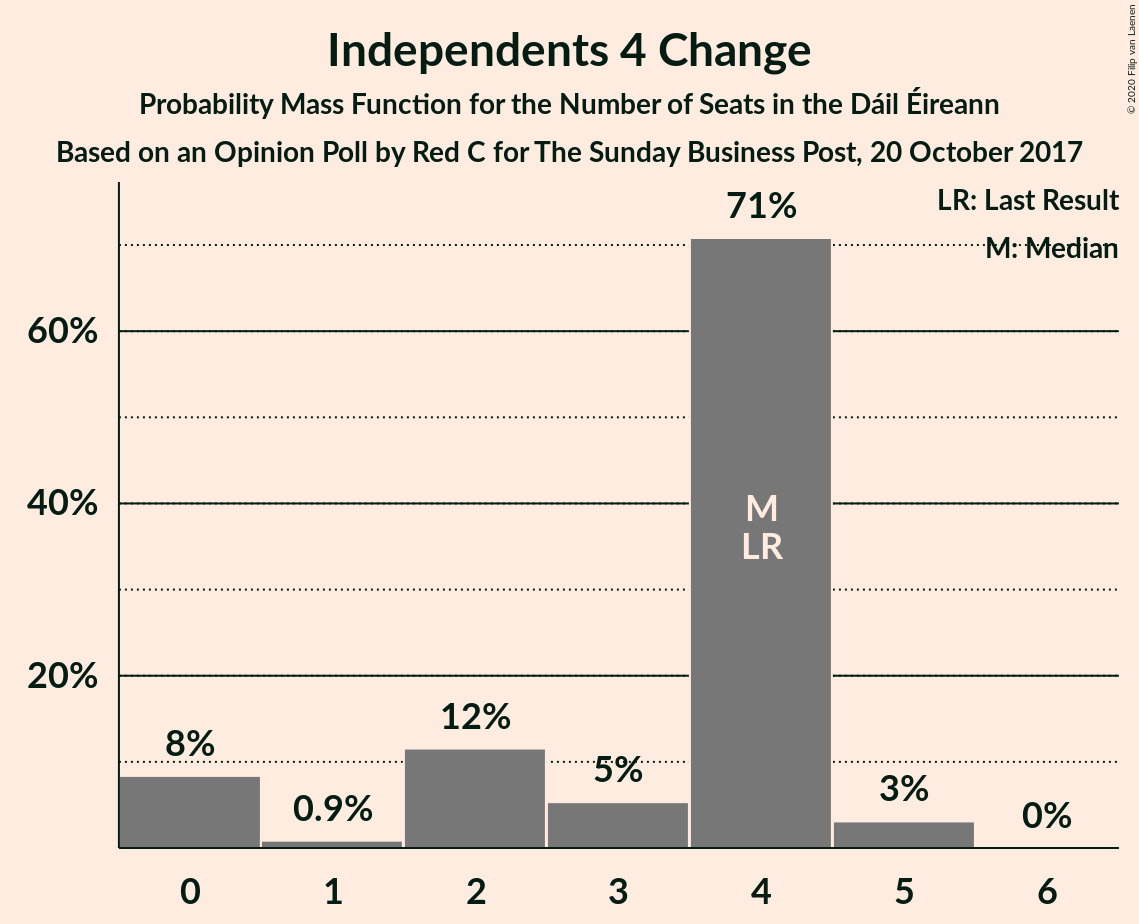 Independents 4 Change
Probability Mass Function for the Number of Seats in the Dáil Éireann
Based on an Opinion Poll by Red C for The Sunday Business Post, 20 October 2017
© 2020 Filip van Laenen
LR: Last Result
M: Median
71%
60%
40%
20%
M
LR
8%
0.9%
12%
5%
3%
0%
0 1 2 3 4 5 6